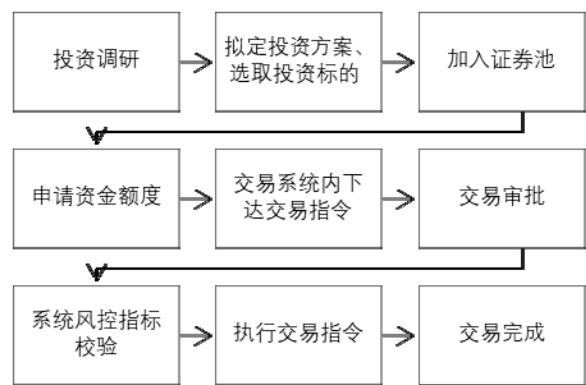 投资调研
拟定投资方案、
选取投资标的
加入证券池
申请资金额度
交易系统内下
达交易指令
交易审批
系统风控指标
校验
执行交易指令
交易完成